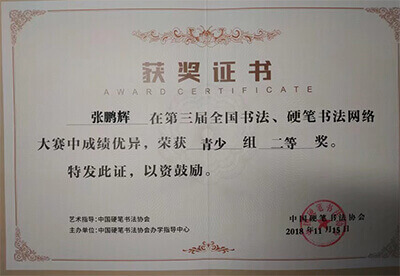 获奖证书
AWARD CERTIFICATE
张鹏辉 在第三届全国书法、硬笔书法网络
大赛中成绩优异，荣获 青少 组 二等 奖。
特发此证，以资鼓励。
艺术指导:中国硬笔书法协会
主办单位:中国硬笔书法协会办字指导中心
中国硬笔书法协会
2018年11月15日